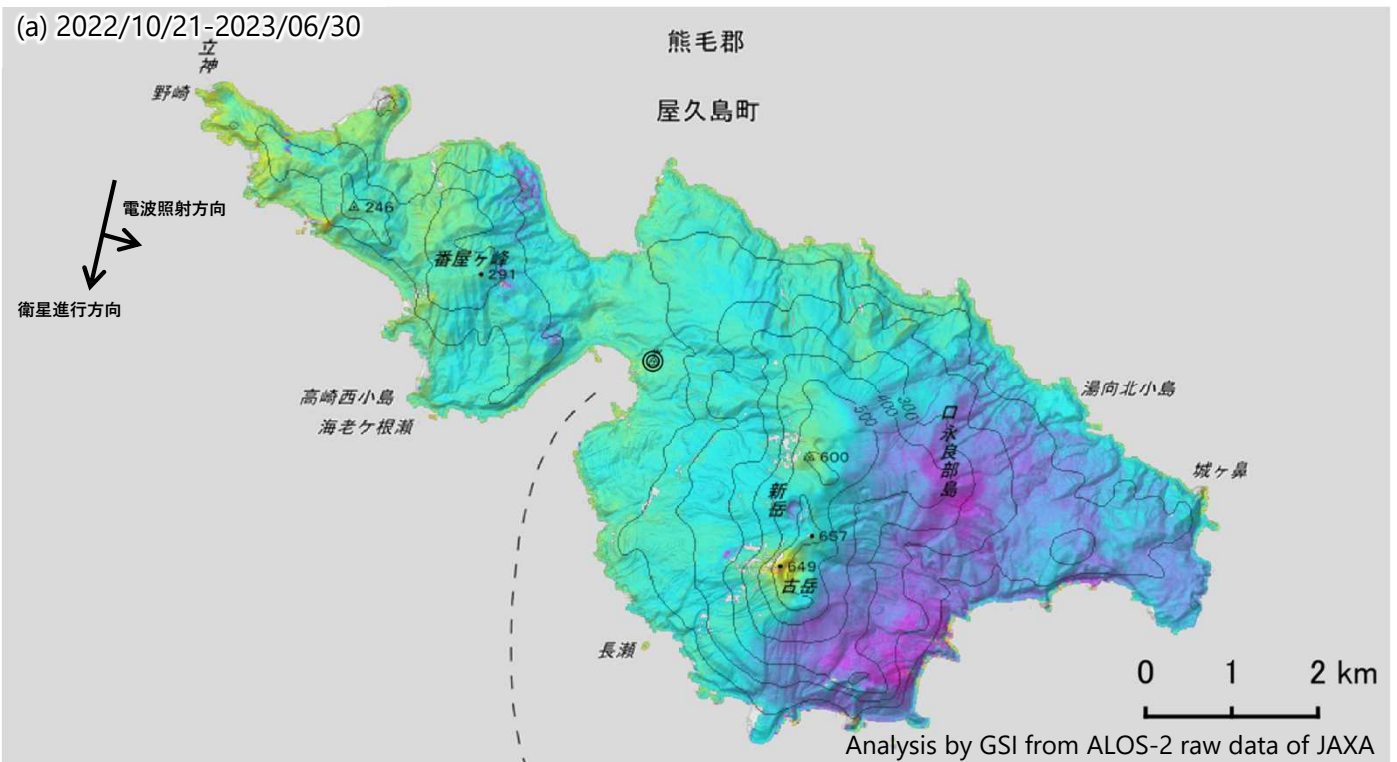 (a) 2022/10/21-2023/06/30
立神
野崎
熊毛郡
屋久島町
246
電波照射方向
番屋ヶ峰
291
衛星進行方向
高崎西小島
海老ケ根瀬
湯向北小島
300
400
500
口永良部島
600
城ヶ鼻
新岳
657
649
古岳
長瀬
0 1 2 km
Analysis by GSI from ALOS-2 raw data of JAXA